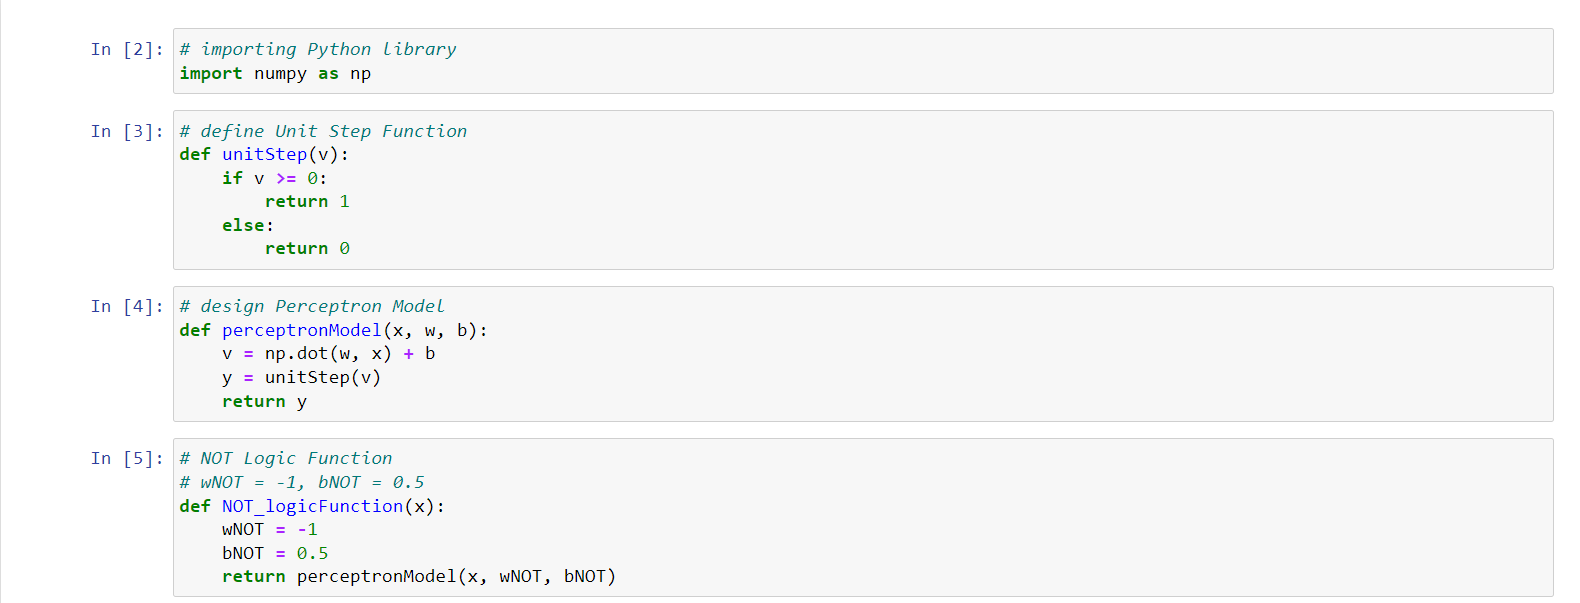 In [2]: # importing Python library
import numpy as np
In [3]: # define Unit Step Function
def unitStep(v):
    if v >= 0:
        return 1
    else:
        return 0
In [4]: # design Perceptron Model
def perceptronModel(x, w, b):
    v = np.dot(w, x) + b
    y = unitStep(v)
    return y
In [5]: # NOT Logic Function
# wNOT = -1, bNOT = 0.5
def NOT_logicFunction(x):
    wNOT = -1
    bNOT = 0.5
    return perceptronModel(x, wNOT, bNOT)